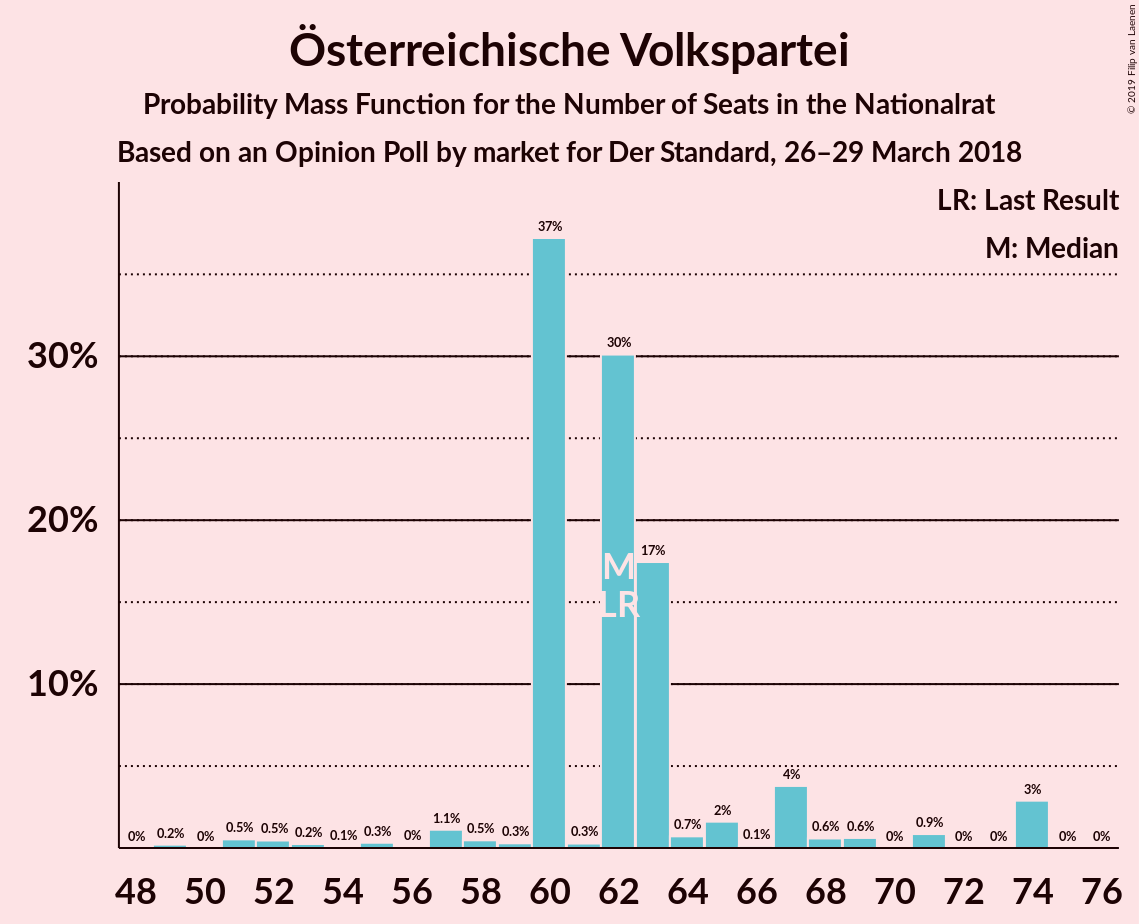 Österreichische Volkspartei
Probability Mass Function for the Number of Seats in the Nationalrat
Based on an Opinion Poll by market for Der Standard, 26–29 March 2018
© 2019 Filip van Laenen
LR: Last Result
M: Median
30%
20%
10%
0% 0.2% 0% 0.5% 0.5% 0.2% 0.1% 0.3% 0% 1.1% 0.5% 0.3% 37% 0.3% 30% 17% 0.7% 2% 0.1% 4% 0.6% 0.6% 0% 0.9% 0% 0% 3% 0% 0%
M
LR
48 50 52 54 56 58 60 62 64 66 68 70 72 74 76